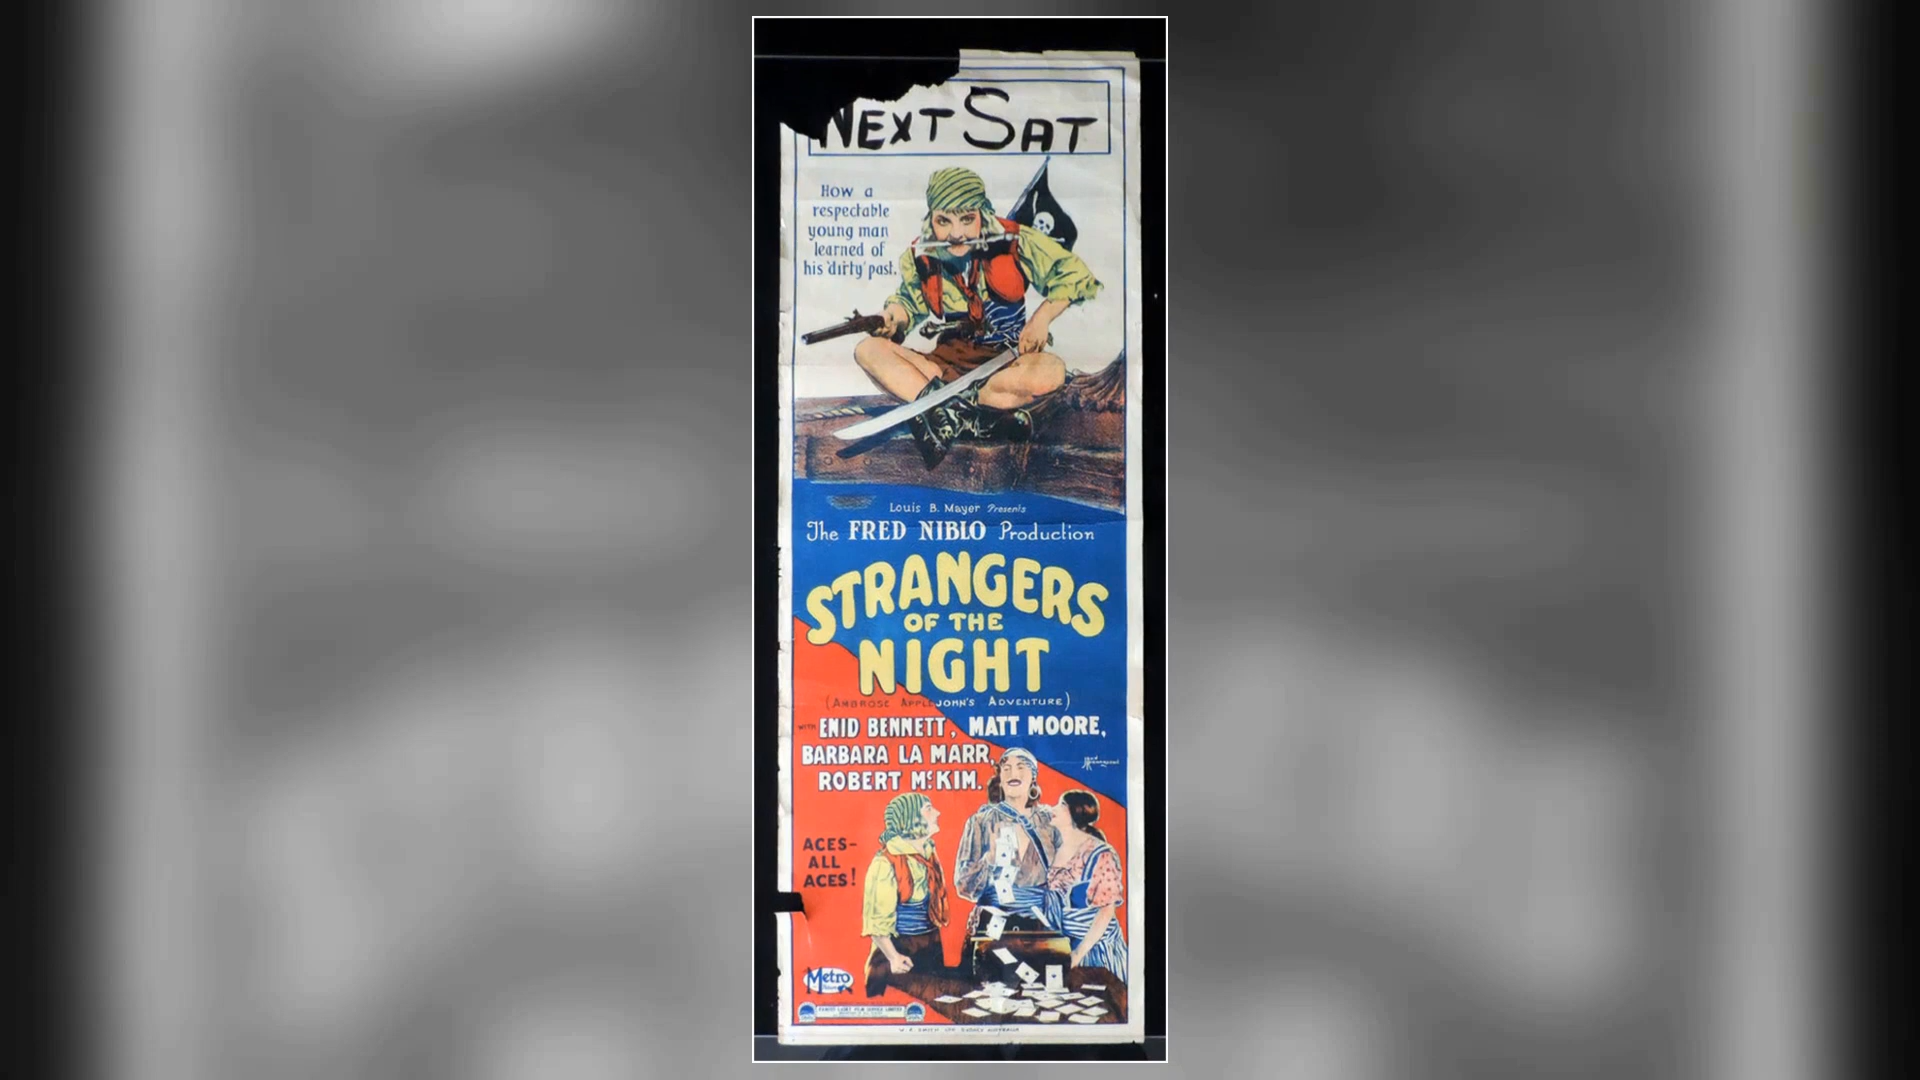 NEXT SAT
How a
respectable
young man
learned of
his 'dirty' past.
Louis B. Mayer Presents
The FRED NIBLO Production
STRANGERS
OF THE
NIGHT
(AMBROSE APPLEJOHN'S ADVENTURE)
WITH ENID BENNETT, MATT MOORE,
BARBARA LA MARR,
ROBERT McKIM.
ACES-
ALL
ACES!
Metro